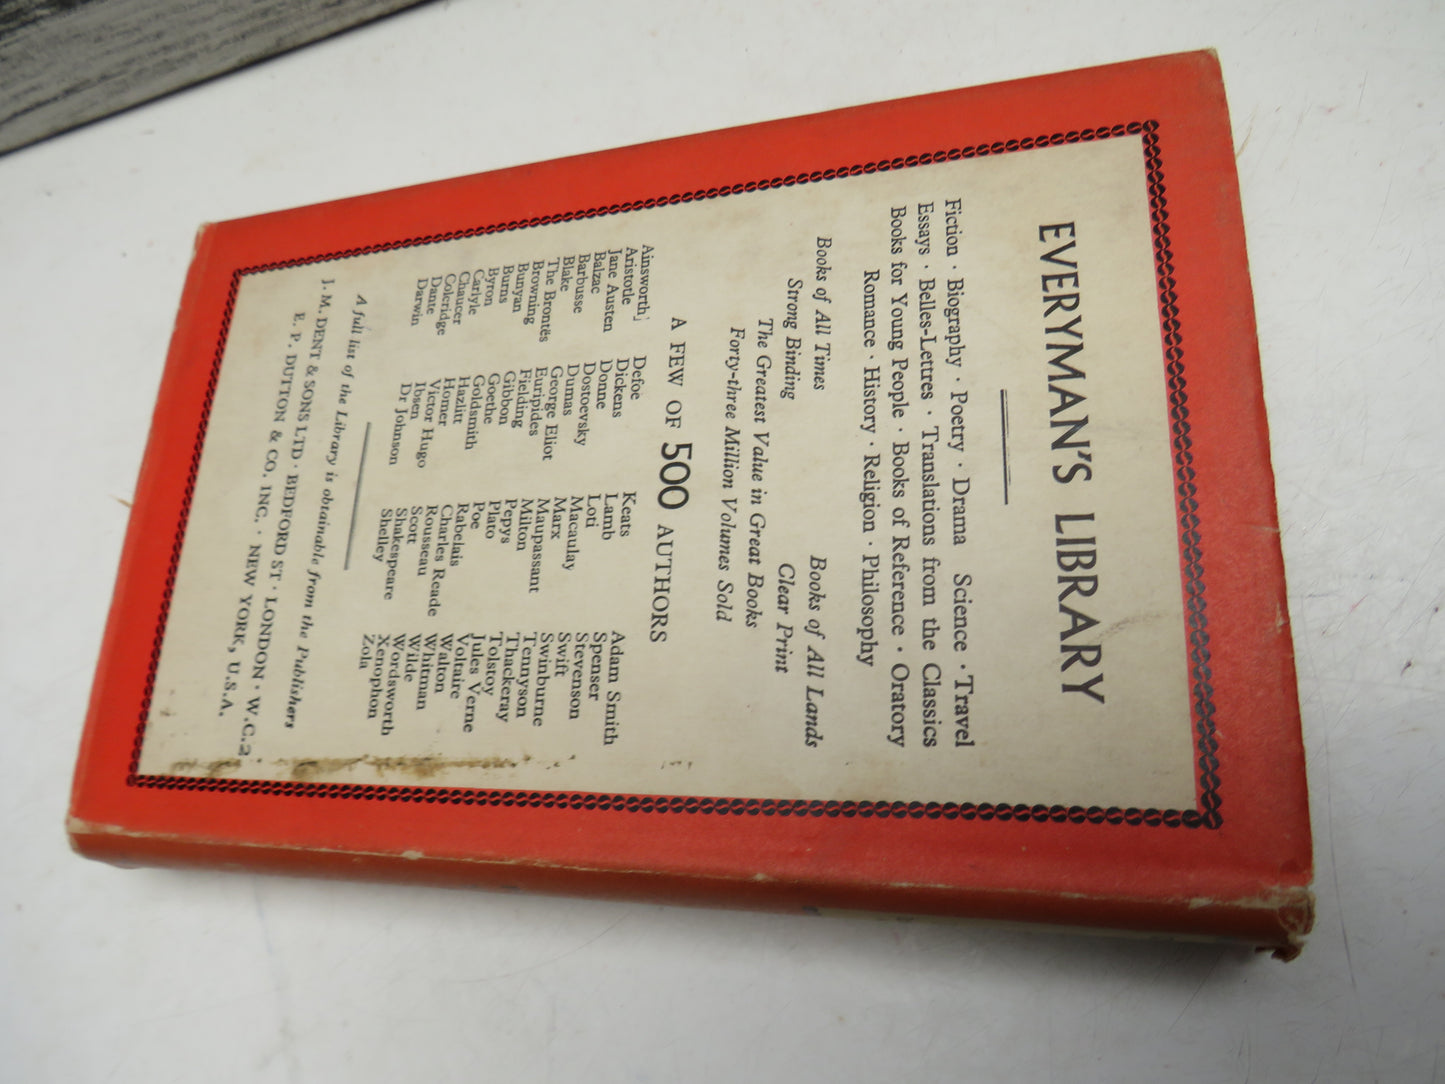 EVERYMAN'S LIBRARY
Fiction · Biography · Poetry · Drama Science · Travel
Essays · Belles-Lettres · Translations from the Classics
Books for Young People · Books of Reference · Oratory
Romance · History · Religion · Philosophy
Books of All Times Books of All Lands
Strong Binding Clear Print
The Greatest Value in Great Books
Forty-three Million Volumes Sold
A FEW OF 500 AUTHORS
Ainsworth
Aristotle
Jane Austen
Balzac
Barbusse
Blake
The Brontës
Browning
Bunyan
Burns
Byron
Carlyle
Chaucer
Coleridge
Dante
Darwin
Defoe
Dickens
Donne
Dostoevsky
Dumas
George Eliot
Euripides
Fielding
Gibbon
Goethe
Goldsmith
Hazlitt
Homer
Victor Hugo
Ibsen
Dr Johnson
Keats
Lamb
Loti
Macaulay
Marx
Maupassant
Milton
Pepys
Plato
Poe
Rabelais
Charles Reade
Rousseau
Scott
Shakespeare
Shelley
Adam Smith
Spenser
Stevenson
Swift
Swinburne
Tennyson
Thackeray
Tolstoy
Jules Verne
Voltaire
Walton
Whitman
Wilde
Wordsworth
Xenophon
Zola
A full list of the Library is obtainable from the Publishers
J. M. DENT & SONS LTD · BEDFORD ST · LONDON · W.C.2
E. P. DUTTON & CO. INC. · NEW YORK, U.S.A.